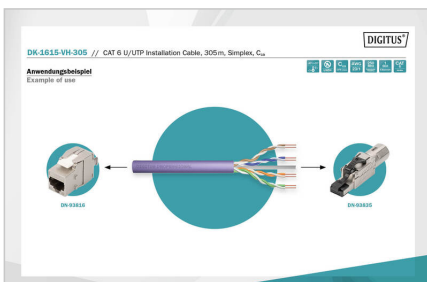 DIGITUS®
DK-1615-VH-305 // CAT 6 U/UTP Installation Cable, 305 m, Simplex, Cca
Anwendungsbeispiel
Example of use
DN-93616
DN-93835